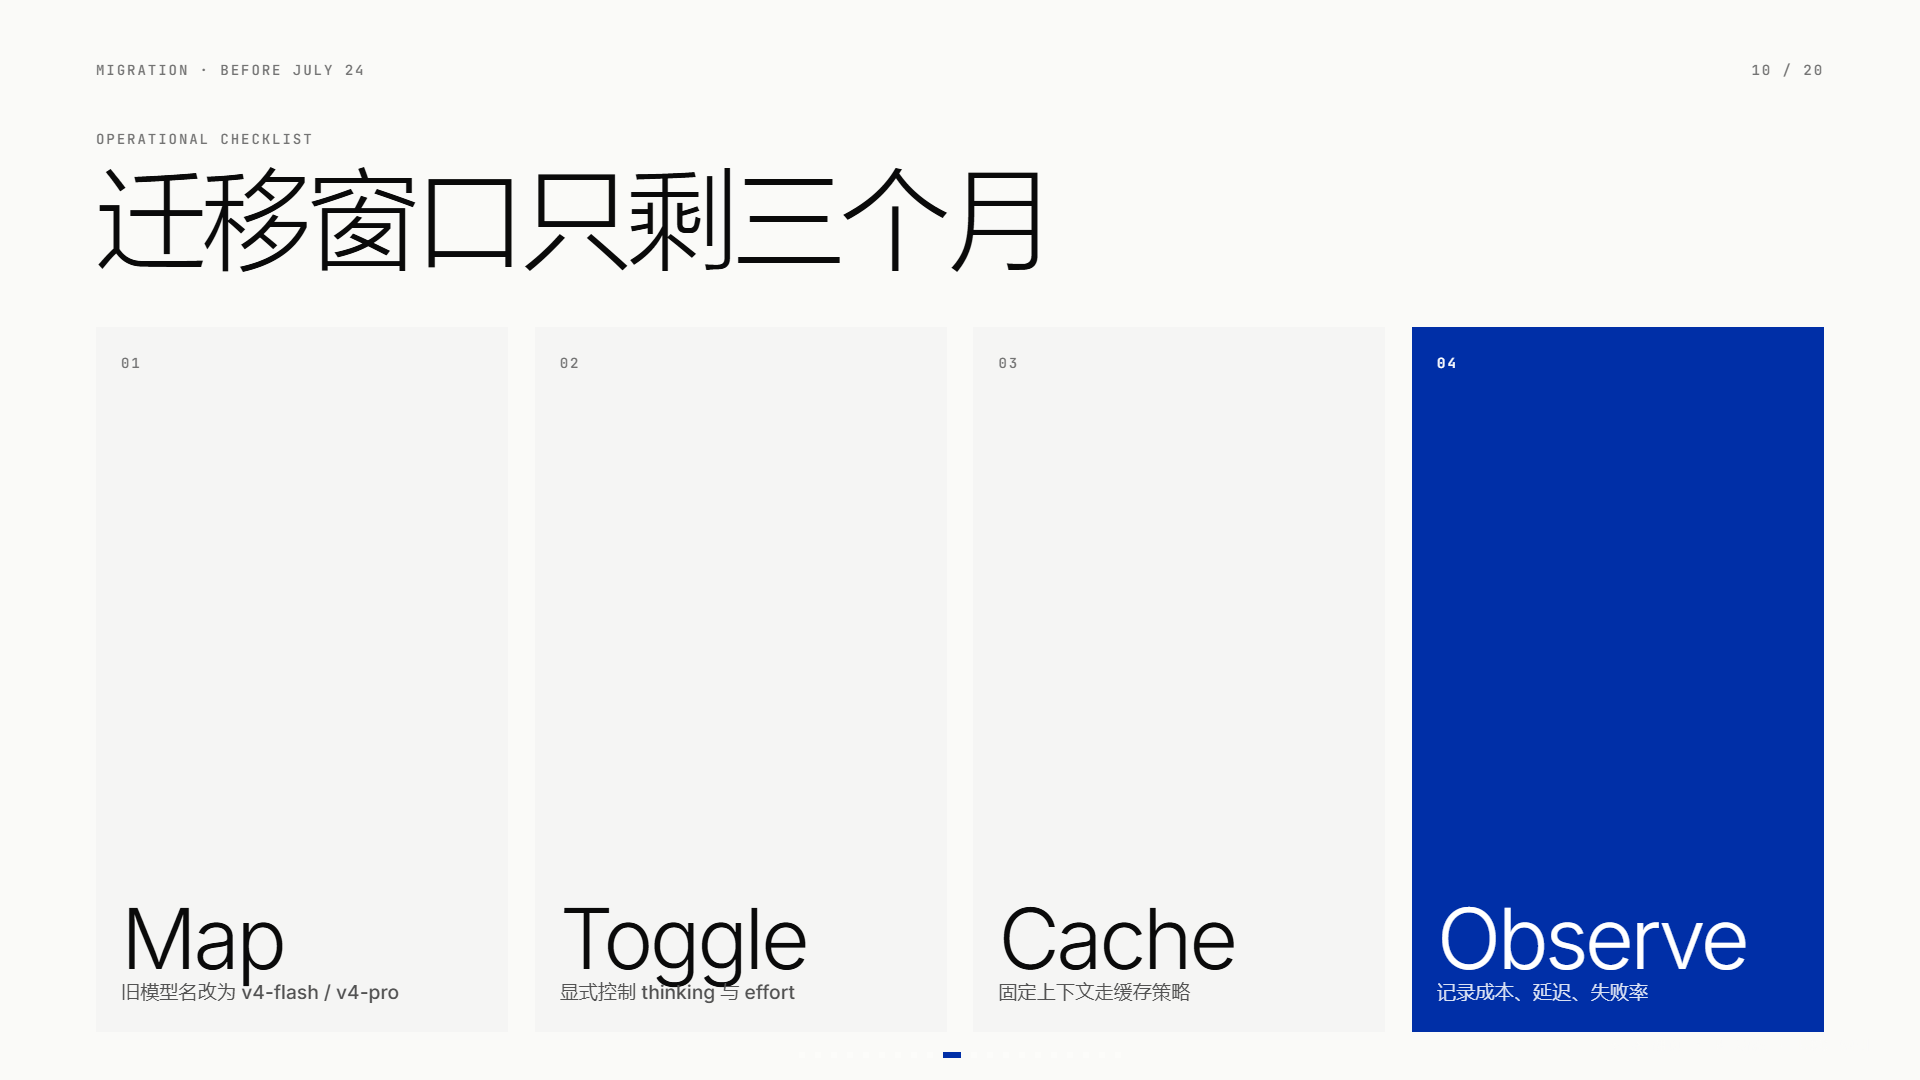 MIGRATION · BEFORE JULY 24
10 / 20
OPERATIONAL CHECKLIST
迁移窗口只剩三个月
01
Map
旧模型名改为 v4-flash / v4-pro
02
Toggle
显式控制 thinking 与 effort
03
Cache
固定上下文走缓存策略
04
Observe
记录成本、延迟、失败率